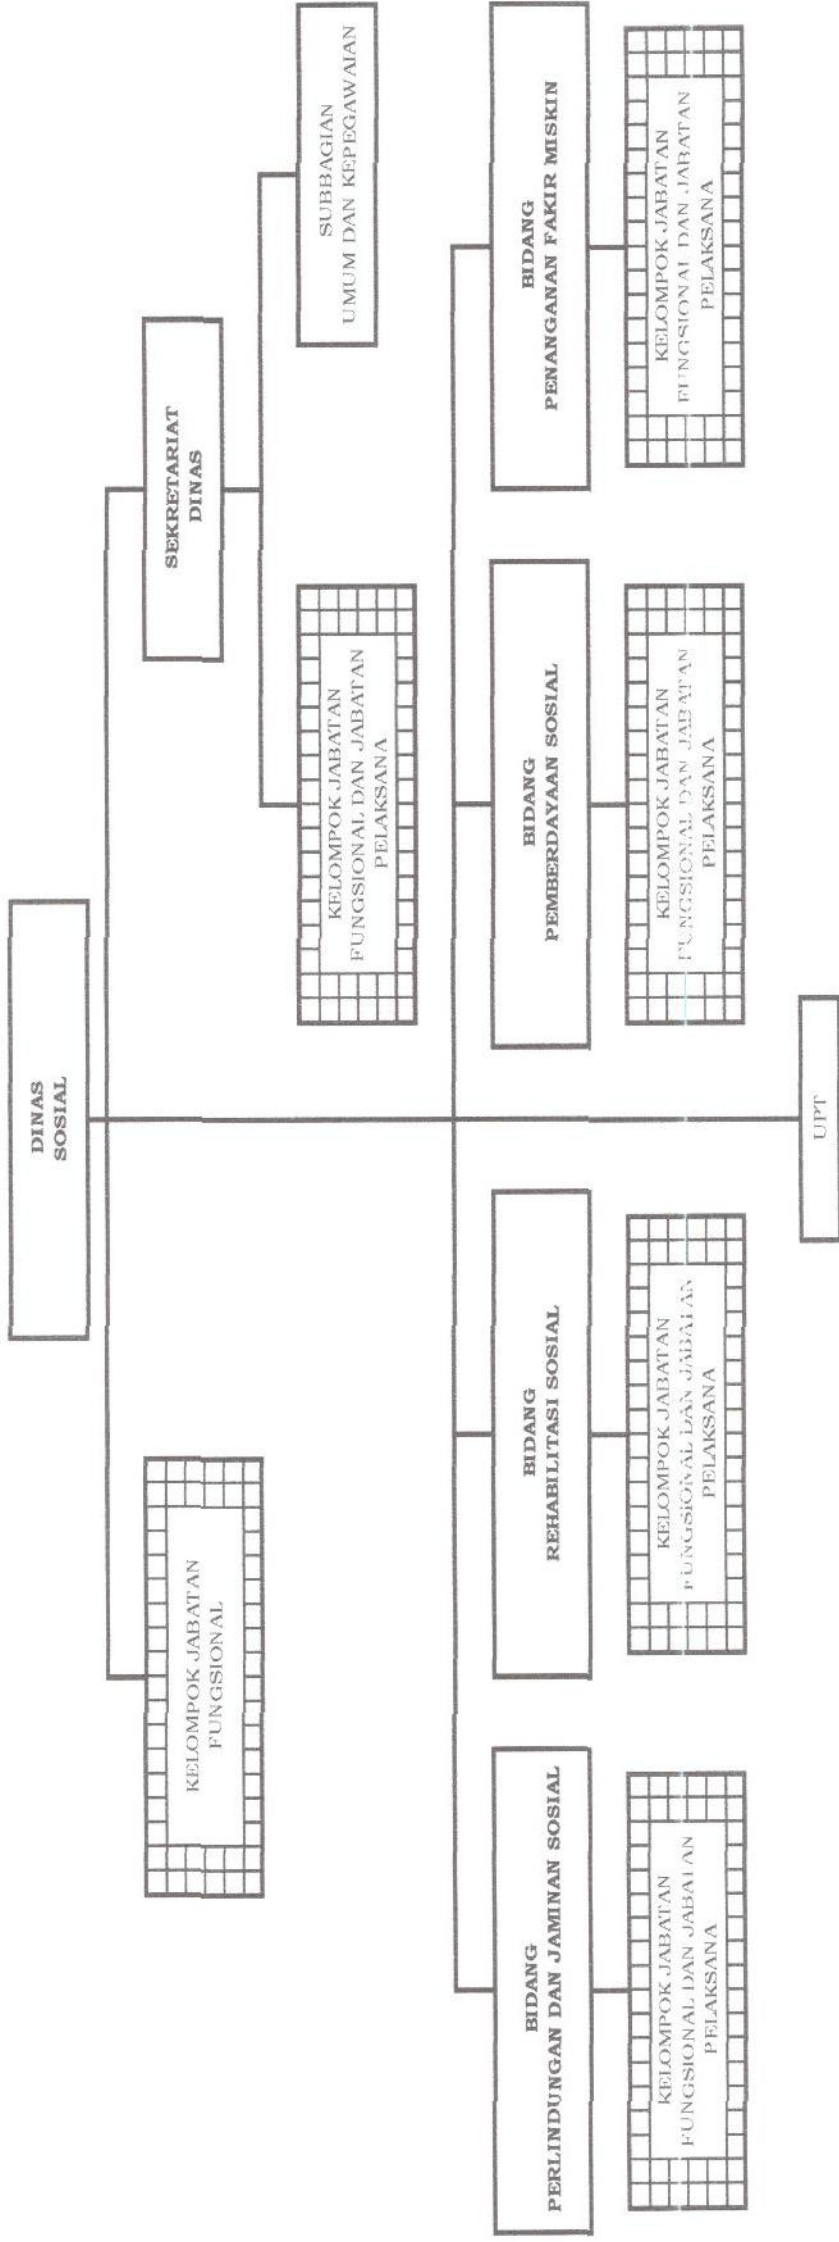 DINAS
SOSIAL
KELOMPOK JABATAN
FUNGSIONAL
SEKRETARIAT
DINAS
KELOMPOK JABATAN
FUNGSIONAL DAN JABATAN
PELAKSANA
SUBBAGIAN
UMUM DAN KEPEGAWAIAN
BIDANG
PERLINDUNGAN DAN JAMINAN SOSIAL
BIDANG
REHABILITASI SOSIAL
BIDANG
PEMBERDAYAAN SOSIAL
BIDANG
PENANGANAN FAKIR MISKIN
KELOMPOK JABATAN
FUNGSIONAL DAN JABATAN
PELAKSANA
KELOMPOK JABATAN
FUNGSIONAL DAN JABATAN
PELAKSANA
KELOMPOK JABATAN
FUNGSIONAL DAN JABATAN
PELAKSANA
KELOMPOK JABATAN
FUNGSIONAL DAN JABATAN
PELAKSANA
UPT